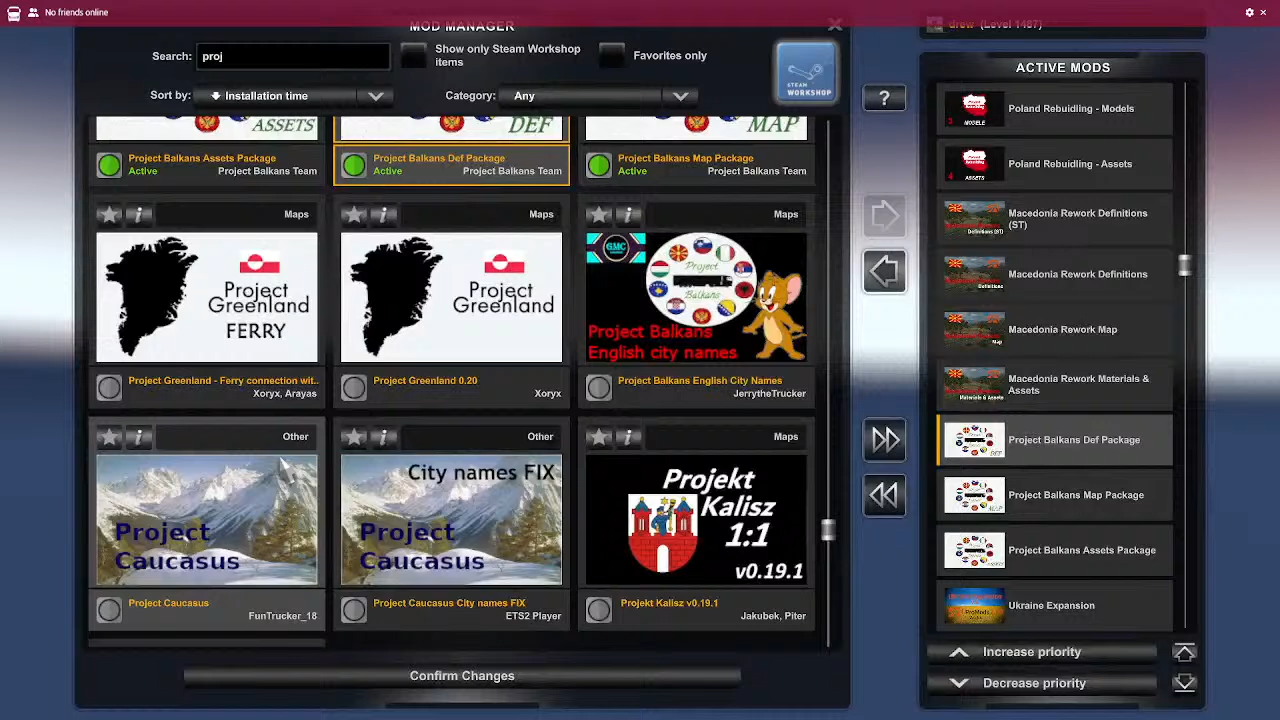 No friends online
MOD MANAGER
drew (Level 1487)
Search:
proj
Show only Steam Workshop
items
Favorites only
STEAM
WORKSHOP
Sort by:
Installation time
Category:
Any
?
ACTIVE MODS
ASSETS
DEF
MAP
Project Balkans Assets Package
Active
Project Balkans Team
Project Balkans Def Package
Active
Project Balkans Team
Project Balkans Map Package
Active
Project Balkans Team
Maps
Project
Greenland
FERRY
Project Greenland - Ferry connection wit..
Xoryx, Arayas
Maps
Project
Greenland
Project Greenland 0.20
Xoryx
Maps
GMC
Project
Balkans
Project Balkans
English city names
Project Balkans English City Names
JerrytheTrucker
Other
Project
Caucasus
Project Caucasus
FunTrucker_18
Other
City names FIX
Project
Caucasus
Project Caucasus City names FIX
ETS2 Player
Maps
Projekt
Kalisz
1:1
v0.19.1
Projekt Kalisz v0.19.1
Jakubek, Piter
Confirm Changes
3
MODELE
Poland Rebuidling - Models
4
ASSETS
Poland Rebuidling - Assets
Macedonia Rework Definitions
(ST)
Macedonia Rework Definitions
Macedonia Rework Map
Macedonia Rework Materials &
Assets
Project Balkans Def Package
Project Balkans Map Package
Project Balkans Assets Package
Ukraine Expansion
Increase priority
Decrease priority